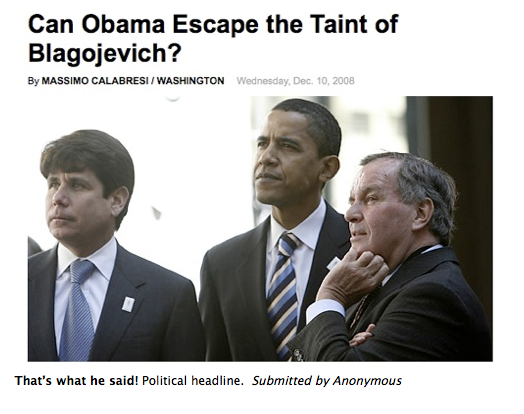 Can Obama Escape the Taint of
Blagojevich?
By MASSIMO CALABRESI / WASHINGTON Wednesday, Dec. 10, 2008
That's what he said! Political headline. Submitted by Anonymous